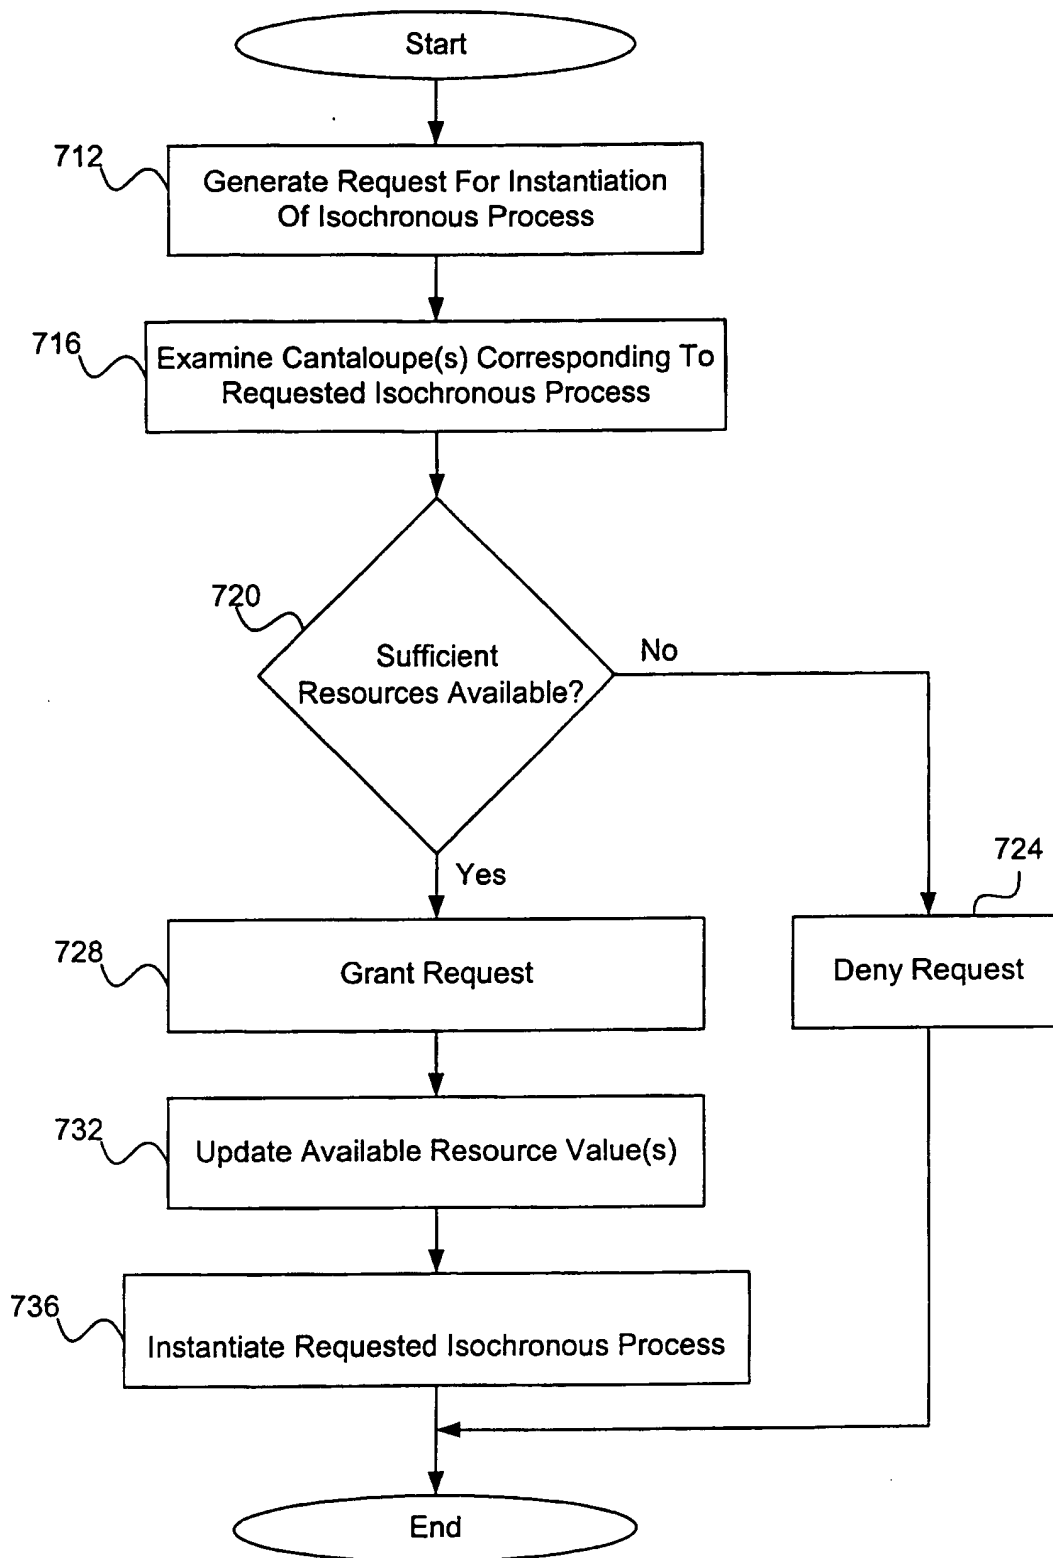 Start
712
Generate Request For Instantiation
Of Isochronous Process
716
Examine Cantaloupe(s) Corresponding To
Requested Isochronous Process
720
Sufficient
Resources Available?
No
Yes
724
728
Grant Request
Deny Request
732
Update Available Resource Value(s)
736
Instantiate Requested Isochronous Process
End